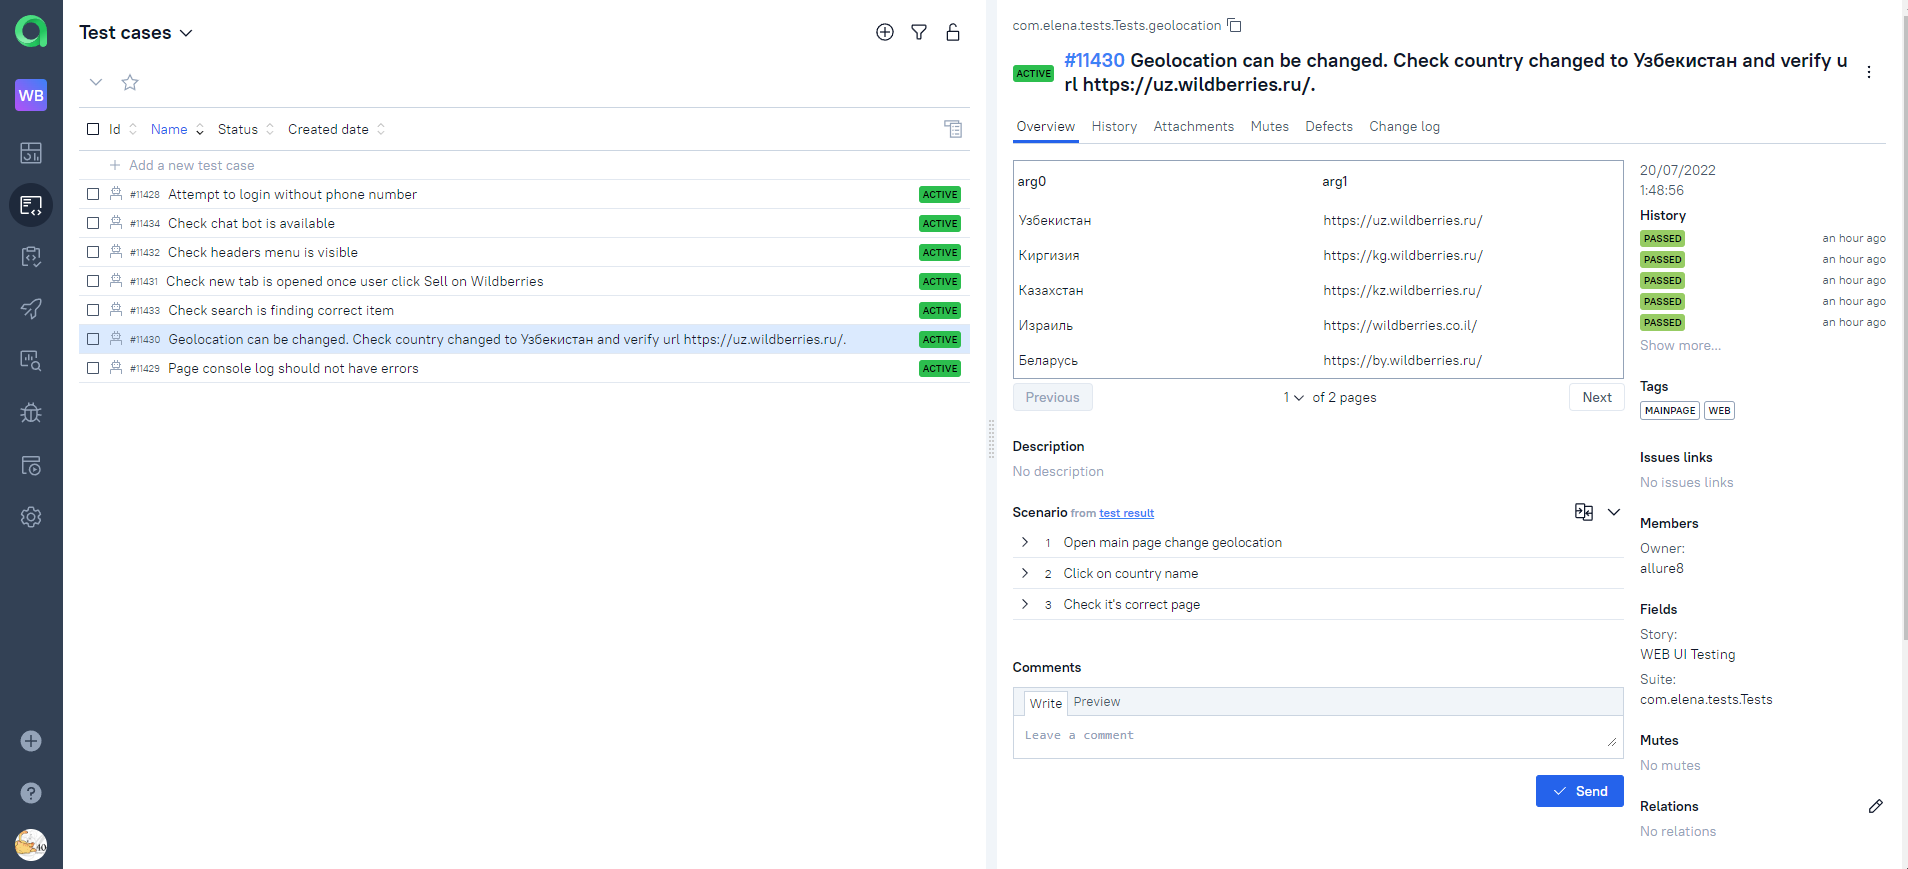 WB
Test cases
Id Name Status Created date
Add a new test case
#11428 Attempt to login without phone number ACTIVE
#11434 Check chat bot is available ACTIVE
#11432 Check headers menu is visible ACTIVE
#11431 Check new tab is opened once user click Sell on Wildberries ACTIVE
#11433 Check search is finding correct item ACTIVE
#11430 Geolocation can be changed. Check country changed to Узбекистан and verify url https://uz.wildberries.ru/. ACTIVE
#11429 Page console log should not have errors ACTIVE
com.elena.tests.Tests.geolocation
ACTIVE
#11430 Geolocation can be changed. Check country changed to Узбекистан and verify u
rl https://uz.wildberries.ru/.
Overview History Attachments Mutes Defects Change log
arg0 arg1
Узбекистан https://uz.wildberries.ru/
Киргизия https://kg.wildberries.ru/
Казахстан https://kz.wildberries.ru/
Израиль https://wildberries.co.il/
Беларусь https://by.wildberries.ru/
Previous 1 of 2 pages Next
Description
No description
Scenario from test result
1 Open main page change geolocation
2 Click on country name
3 Check it's correct page
Comments
Write Preview
Leave a comment
Send
20/07/2022
1:48:56
History
PASSED an hour ago
PASSED an hour ago
PASSED an hour ago
PASSED an hour ago
PASSED an hour ago
Show more...
Tags
MAINPAGE WEB
Issues links
No issues links
Members
Owner:
allure8
Fields
Story:
WEB UI Testing
Suite:
com.elena.tests.Tests
Mutes
No mutes
Relations
No relations